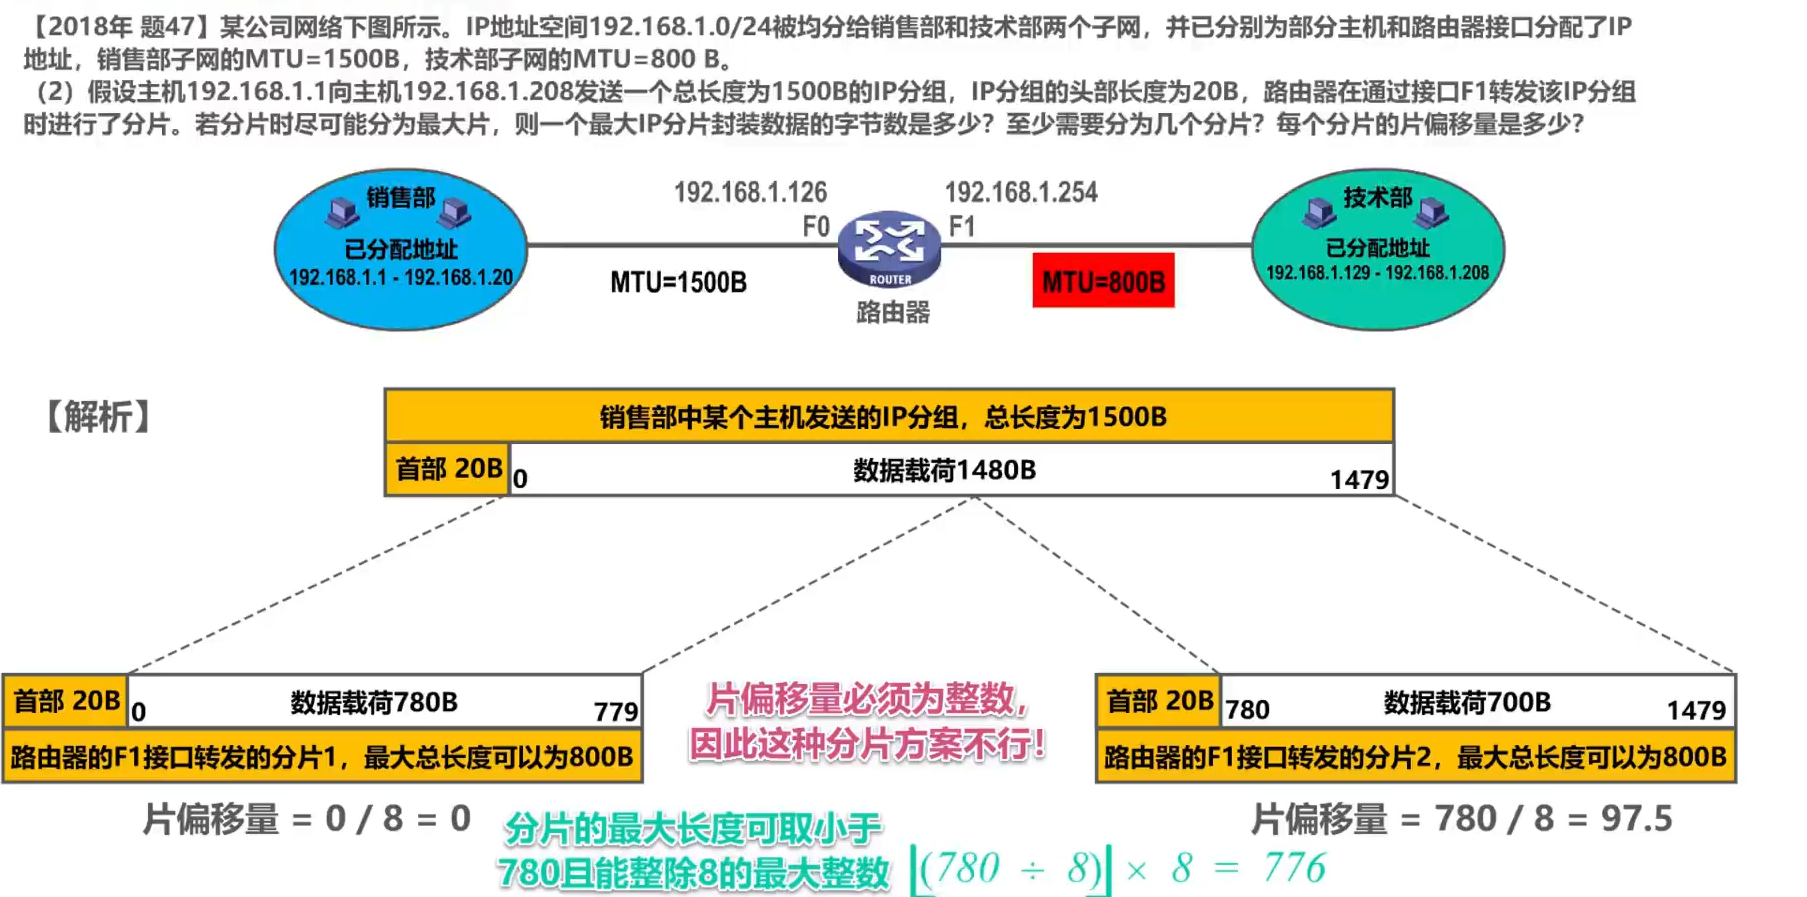 【2018年 题47】某公司网络下图所示。IP地址空间192.168.1.0/24被均分给销售部和技术部两个子网，并已分别为部分主机和路由器接口分配了IP
地址，销售部子网的MTU=1500B，技术部子网的MTU=800 B。
（2）假设主机192.168.1.1向主机192.168.1.208发送一个总长度为1500B的IP分组，IP分组的头部长度为20B，路由器在通过接口F1转发该IP分组
时进行了分片。若分片时尽可能分为最大片，则一个最大IP分片封装数据的字节数是多少？至少需要分为几个分片？每个分片的片偏移量是多少？
销售部
已分配地址
192.168.1.1 - 192.168.1.20
192.168.1.126
F0
MTU=1500B
ROUTER
路由器
192.168.1.254
F1
MTU=800B
技术部
已分配地址
192.168.1.129 - 192.168.1.208
【解析】
销售部中某个主机发送的IP分组，总长度为1500B
首部 20B 0 数据载荷1480B 1479
首部 20B 0 数据载荷780B 779
路由器的F1接口转发的分片1，最大总长度可以为800B
片偏移量 = 0 / 8 = 0
片偏移量必须为整数，
因此这种分片方案不行！
首部 20B 780 数据载荷700B 1479
路由器的F1接口转发的分片2，最大总长度可以为800B
片偏移量 = 780 / 8 = 97.5
分片的最大长度可取小于
780且能整除8的最大整数 ⌊(780 ÷ 8)⌋ × 8 = 776